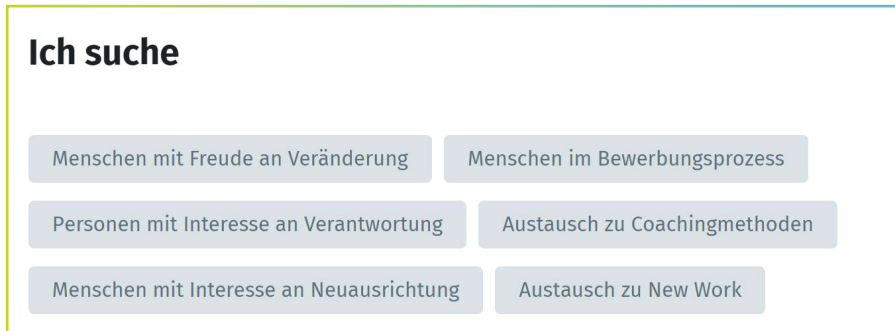 Ich suche
Menschen mit Freude an Veränderung
Menschen im Bewerbungsprozess
Personen mit Interesse an Verantwortung
Austausch zu Coachingmethoden
Menschen mit Interesse an Neuausrichtung
Austausch zu New Work